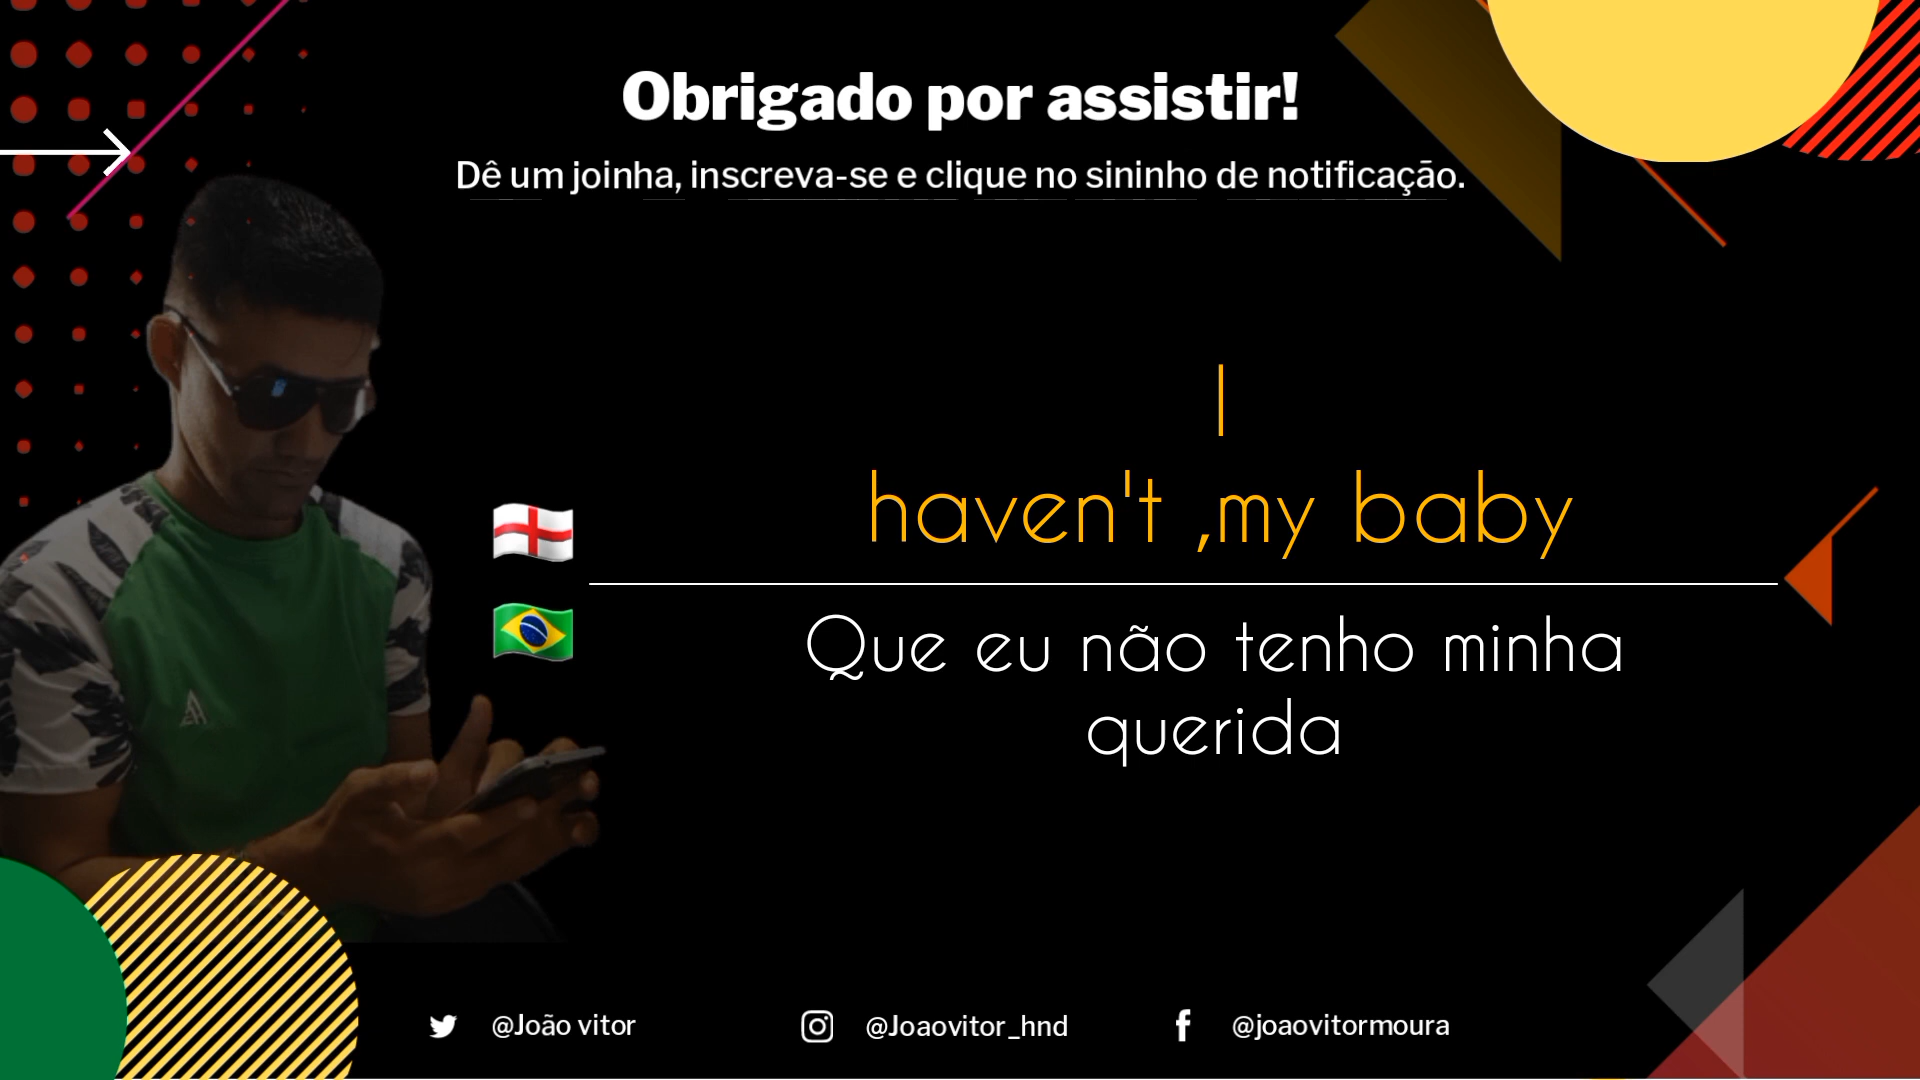 Obrigado por assistir!
Dê um joinha, inscreva-se e clique no sininho de notificação.
I
haven't ,my baby
Que eu não tenho minha
querida
@João vitor
@Joaovitor_hnd
@joaovitormoura